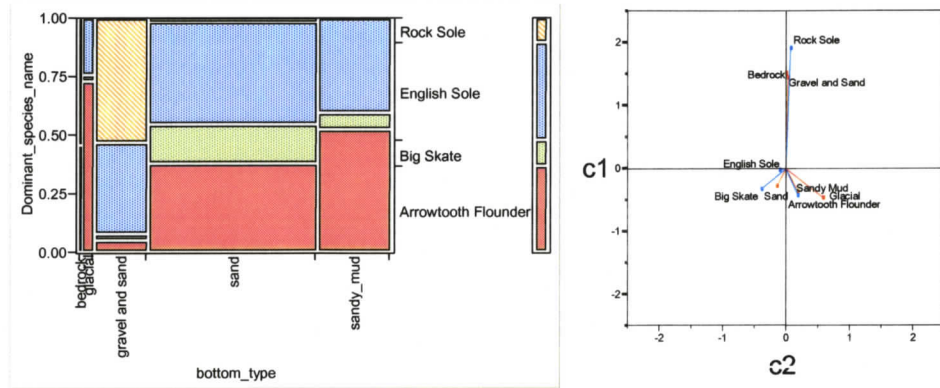 1.00
0.75
0.50
0.25
0.00
Dominant_species_name
Rock Sole
English Sole
Big Skate
Arrowtooth Flounder
bedrock
glacial
gravel and sand
sand
sandy_mud
bottom_type
2
1
0
-1
-2
c1
Rock Sole
Bedrock
Gravel and Sand
English Sole
Sandy Mud
Big Skate
Sand
Glacial
Arrowtooth Flounder
-2
-1
0
1
2
c2